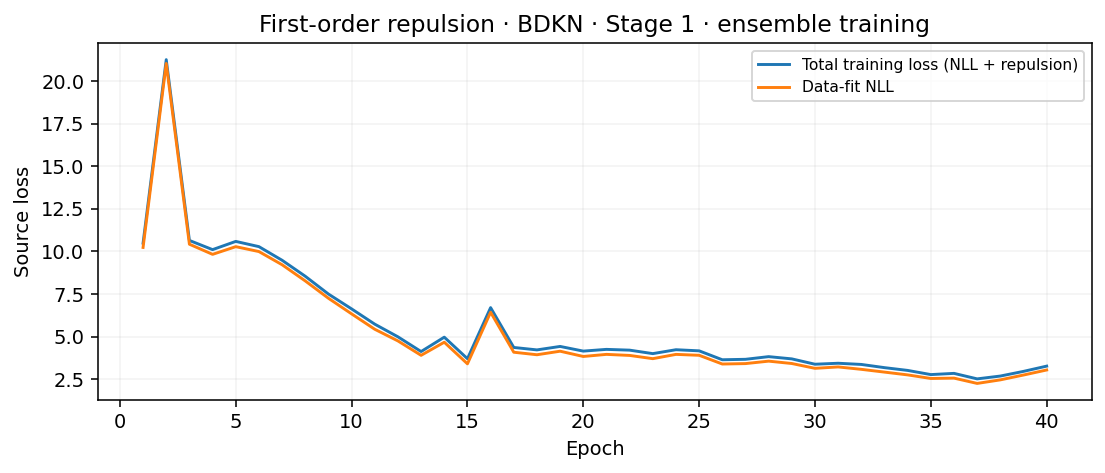 First-order repulsion · BDKN · Stage 1 · ensemble training
Total training loss (NLL + repulsion)
Data-fit NLL
Source loss
20.0
17.5
15.0
12.5
10.0
7.5
5.0
2.5
0 5 10 15 20 25 30 35 40
Epoch